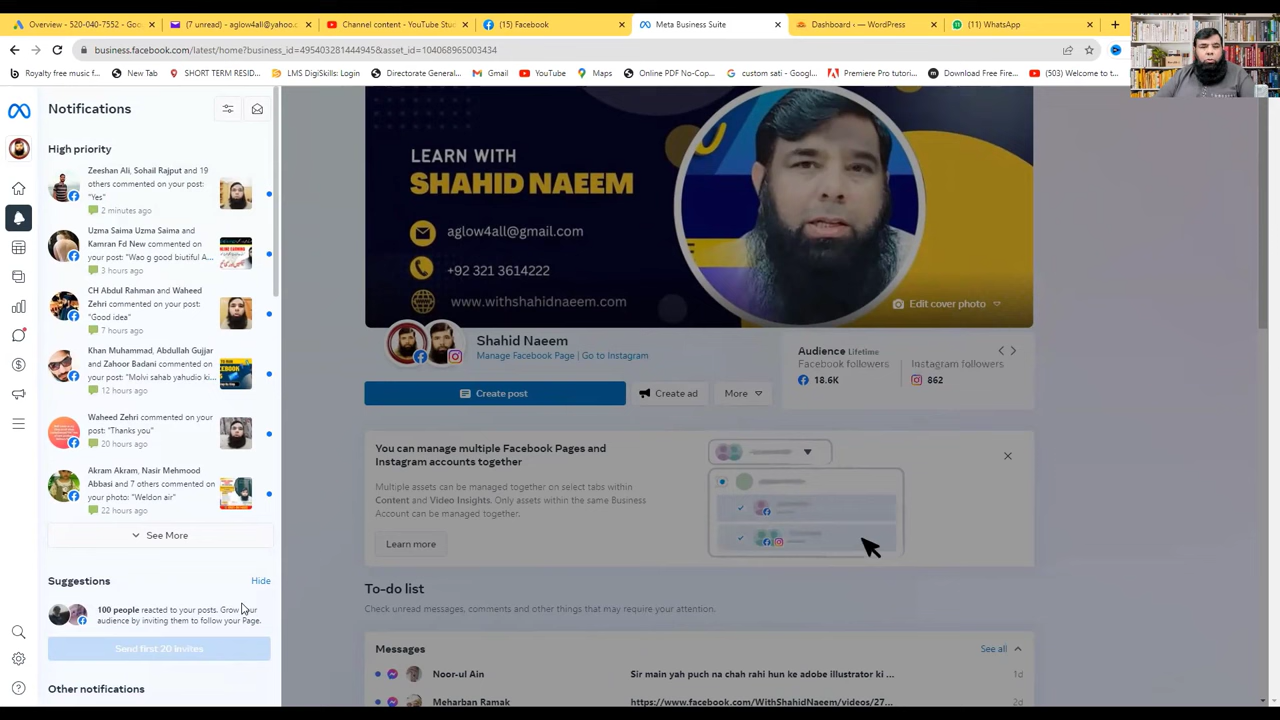 Overview - 520-040-7552 - Goo
(7 unread) - aglow4all@yahoo.c
Channel content - YouTube Stu
(15) Facebook
Meta Business Suite
Dashboard ‹ — WordPress
(11) WhatsApp
business.facebook.com/latest/home?business_id=495403281444945&asset_id=104068965003434
Royalty free music f...
New Tab
SHORT TERM RESID...
LMS DigiSkills: Login
Directorate General...
Gmail
YouTube
Maps
Online PDF No-Cop...
custom sati - Googl...
Premiere Pro tutori...
Download Free Fire...
(503) Welcome to t...
Notifications
High priority
Zeeshan Ali, Sohail Rajput and 19
others commented on your post:
"Yes"
2 minutes ago
Uzma Saima Uzma Saima and
Kamran Fd New commented on
your post: "Wao g good biutiful A...
3 hours ago
CH Abdul Rahman and Waheed
Zehri commented on your post:
"Good idea"
7 hours ago
Khan Muhammad, Abdullah Gujjar
and Zahoor Badani commented on
your post: "Molvi sahab yahudio ki...
12 hours ago
Waheed Zehri commented on your
post: "Thanks you"
20 hours ago
Akram Akram, Nasir Mehmood
Abbasi and 7 others commented on
your photo: "Weldon air"
22 hours ago
See More
Suggestions
Hide
100 people reacted to your posts. Grow your
audience by inviting them to follow your Page.
Send first 20 invites
Other notifications
LEARN WITH
SHAHID NAEEM
aglow4all@gmail.com
+92 321 3614222
www.withshahidnaeem.com
Edit cover photo
Shahid Naeem
Manage Facebook Page | Go to Instagram
Create post
Create ad
More
Audience Lifetime
Facebook followers
Instagram followers
18.6K
862
You can manage multiple Facebook Pages and
Instagram accounts together
Multiple assets can be managed together on select tabs within
Content and Video Insights. Only assets within the same Business
Account can be managed together.
Learn more
To-do list
Check unread messages, comments and other things that may require your attention.
Messages
See all
Noor-ul Ain
Sir main yah puch na chah rahi hun ke adobe illustrator ki ...
1d
Meharban Ramak
https://www.facebook.com/WithShahidNaeem/videos/27...
2d